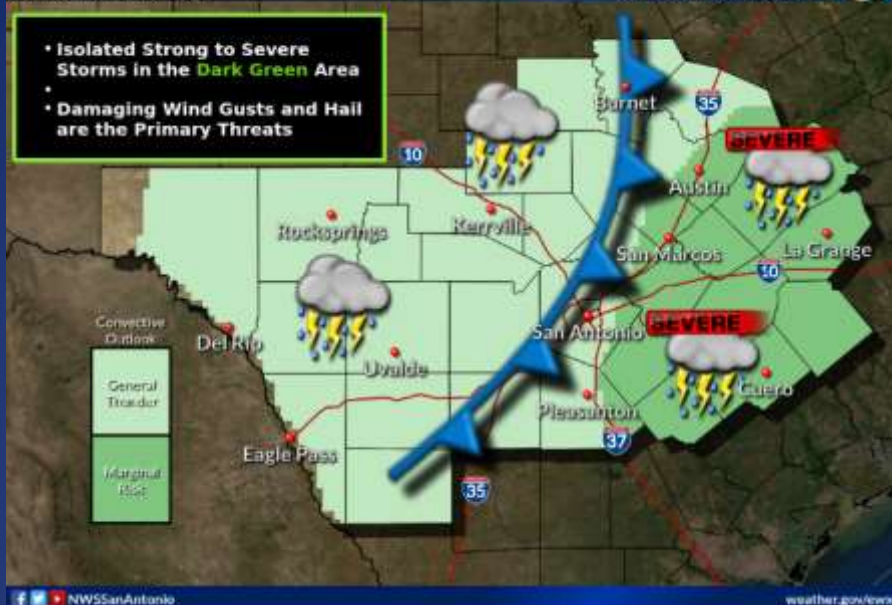 • Isolated Strong to Severe
Storms in the Dark Green Area
•
• Damaging Wind Gusts and Hail
are the Primary Threats
Burnet
35
10
SEVERE
Austin
Rocksprings
Kerrville
San Marcos
La Grange
10
Convective
Outlook
General
Thunder
Marginal
Risk
Del Rio
San Antonio
SEVERE
Uvalde
Cuero
Pleasanton
Eagle Pass
37
35
NWSSanAntonio
weather.gov/ewx